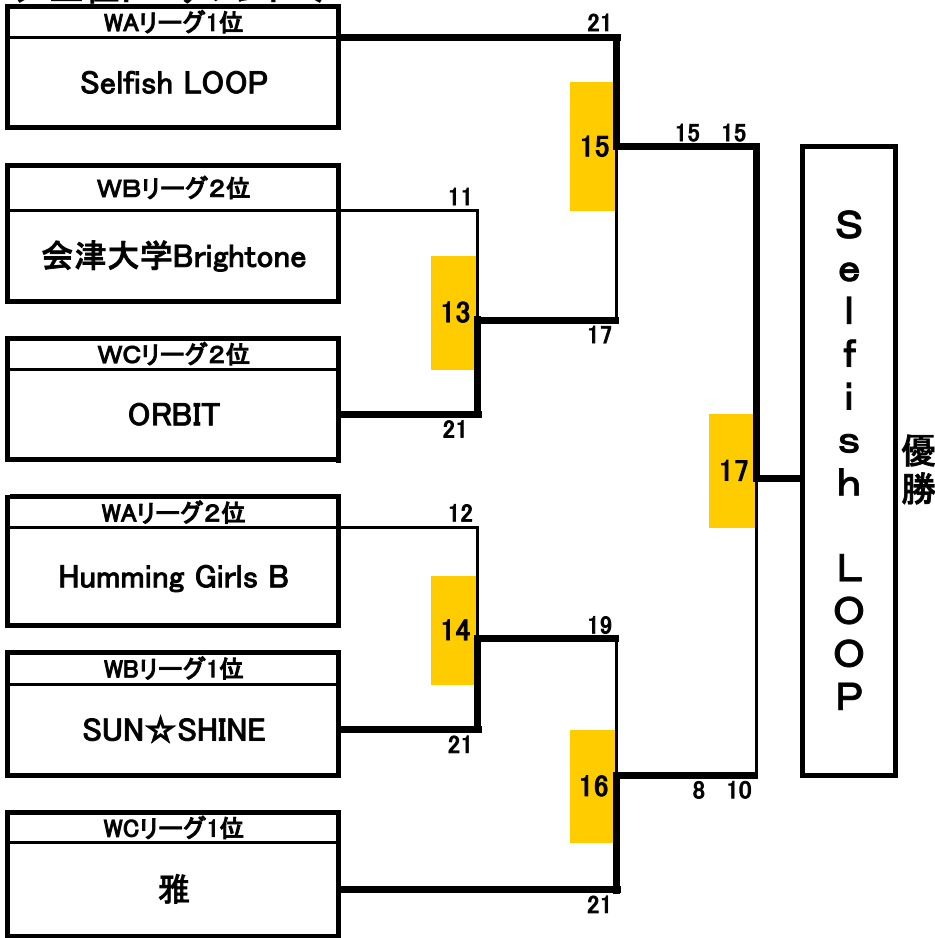 WAリーグ1位
21
Selfish LOOP
15
15 15
WBリーグ2位
11
会津大学Brightone
13
17
WCリーグ2位
ORBIT
21
17
WAリーグ2位
12
Humming Girls B
14
19
WBリーグ1位
SUN☆SHINE
21
16
8 10
WCリーグ1位
雅
21
Selfish LOOP
優勝